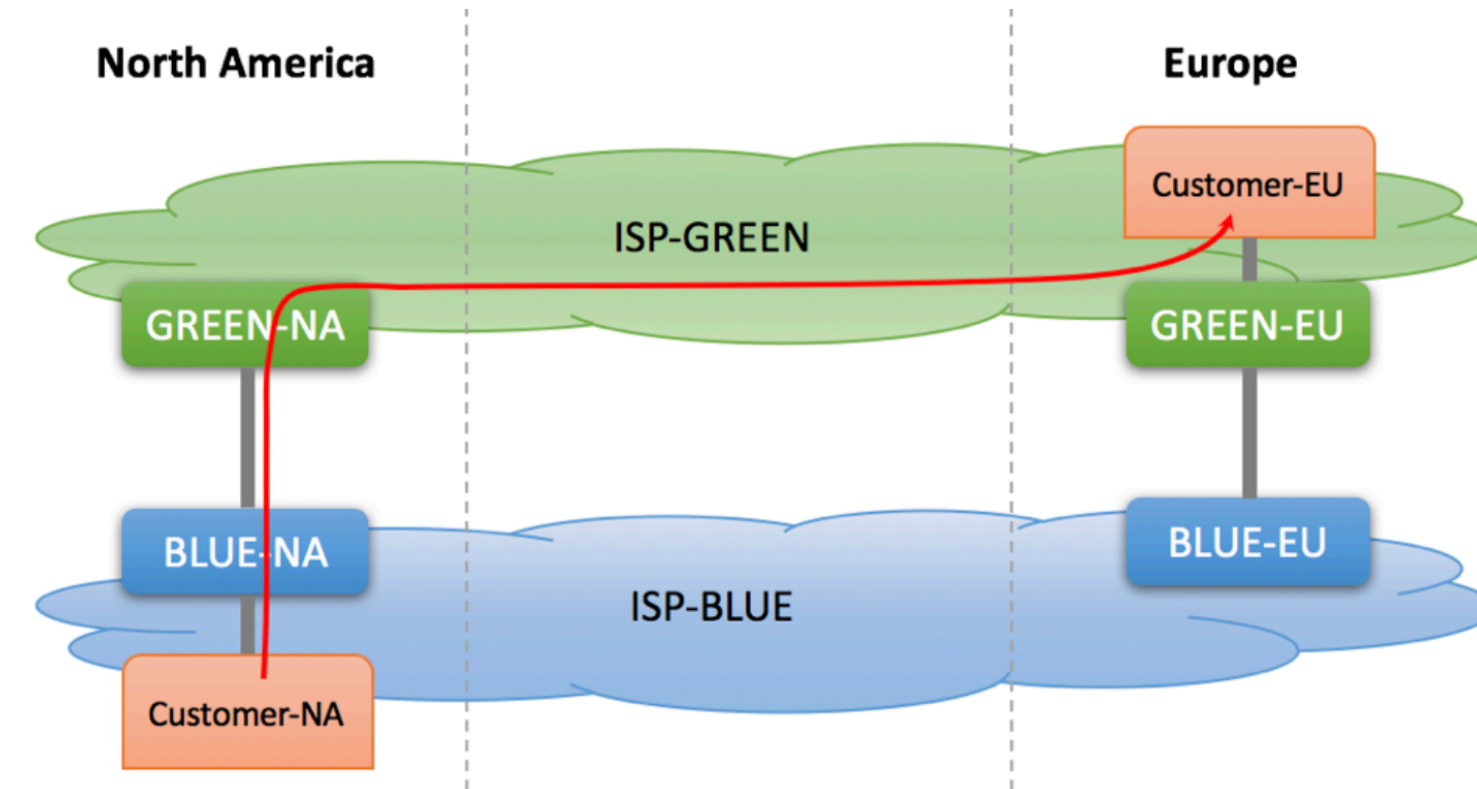 North America
Europe
Customer-EU
ISP-GREEN
GREEN-NA
GREEN-EU
BLUE-NA
BLUE-EU
ISP-BLUE
Customer-NA